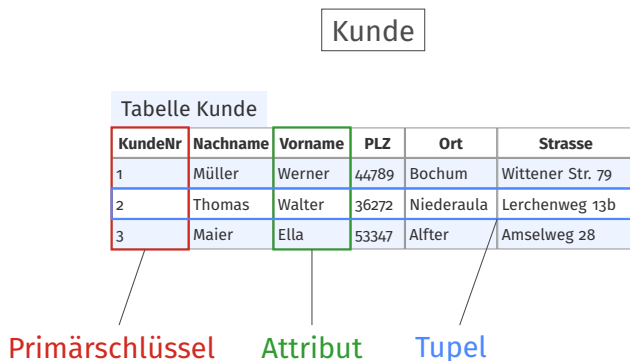 Kunde
Tabelle Kunde
KundeNr Nachname Vorname PLZ Ort Strasse
1 Müller Werner 44789 Bochum Wittener Str. 79
2 Thomas Walter 36272 Niederaula Lerchenweg 13b
3 Maier Ella 53347 Alfter Amselweg 28
Primärschlüssel Attribut Tupel